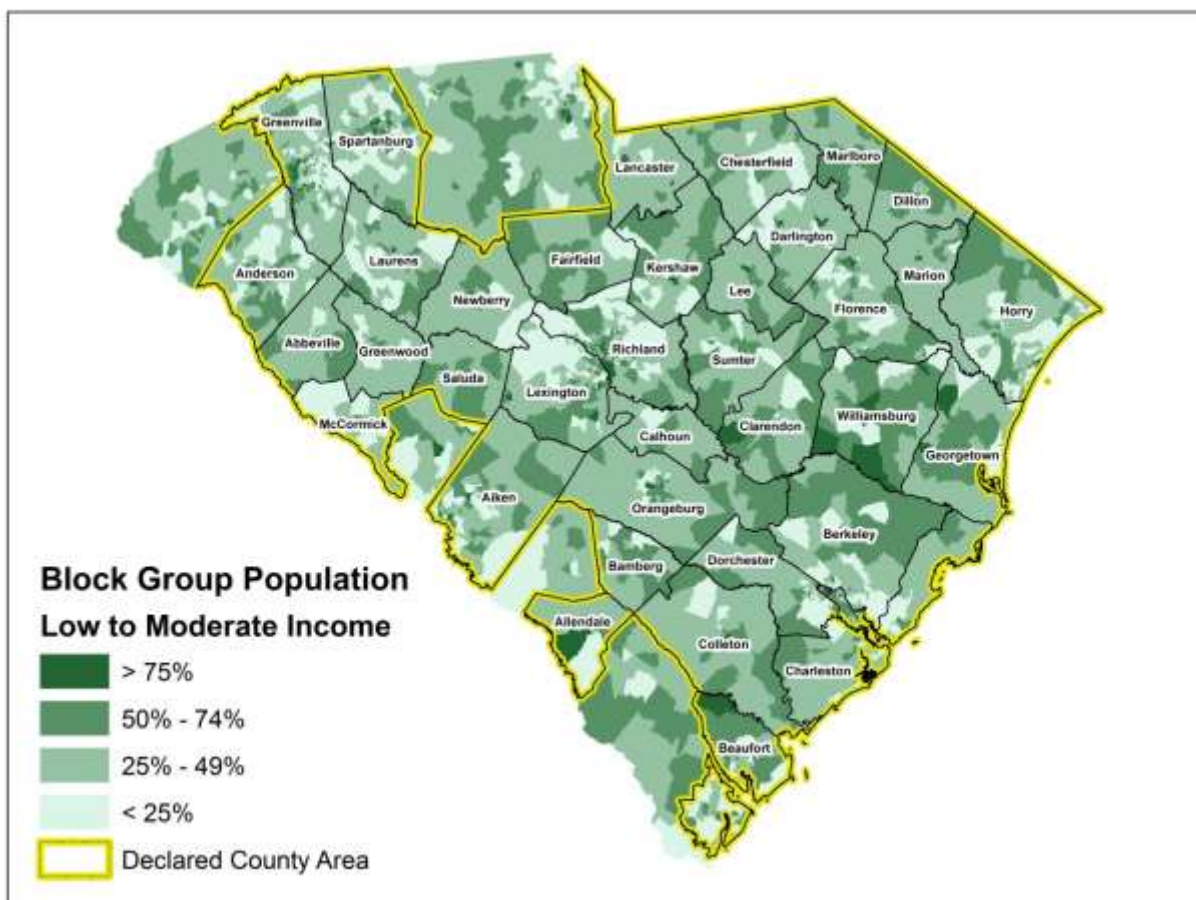 Greenville
Spartanburg
Lancaster
Chesterfield
Marlboro
Dillon
Darlington
Anderson
Laurens
Fairfield
Kershaw
Lee
Marion
Newberry
Florence
Horry
Abbeville
Greenwood
Richland
Sumter
Saluda
Lexington
McCormick
Calhoun
Clarendon
Williamsburg
Georgetown
Aiken
Orangeburg
Berkeley
Bamberg
Dorchester
Allendale
Colleton
Charleston
Beaufort
Block Group Population
Low to Moderate Income
> 75%
50% - 74%
25% - 49%
< 25%
Declared County Area